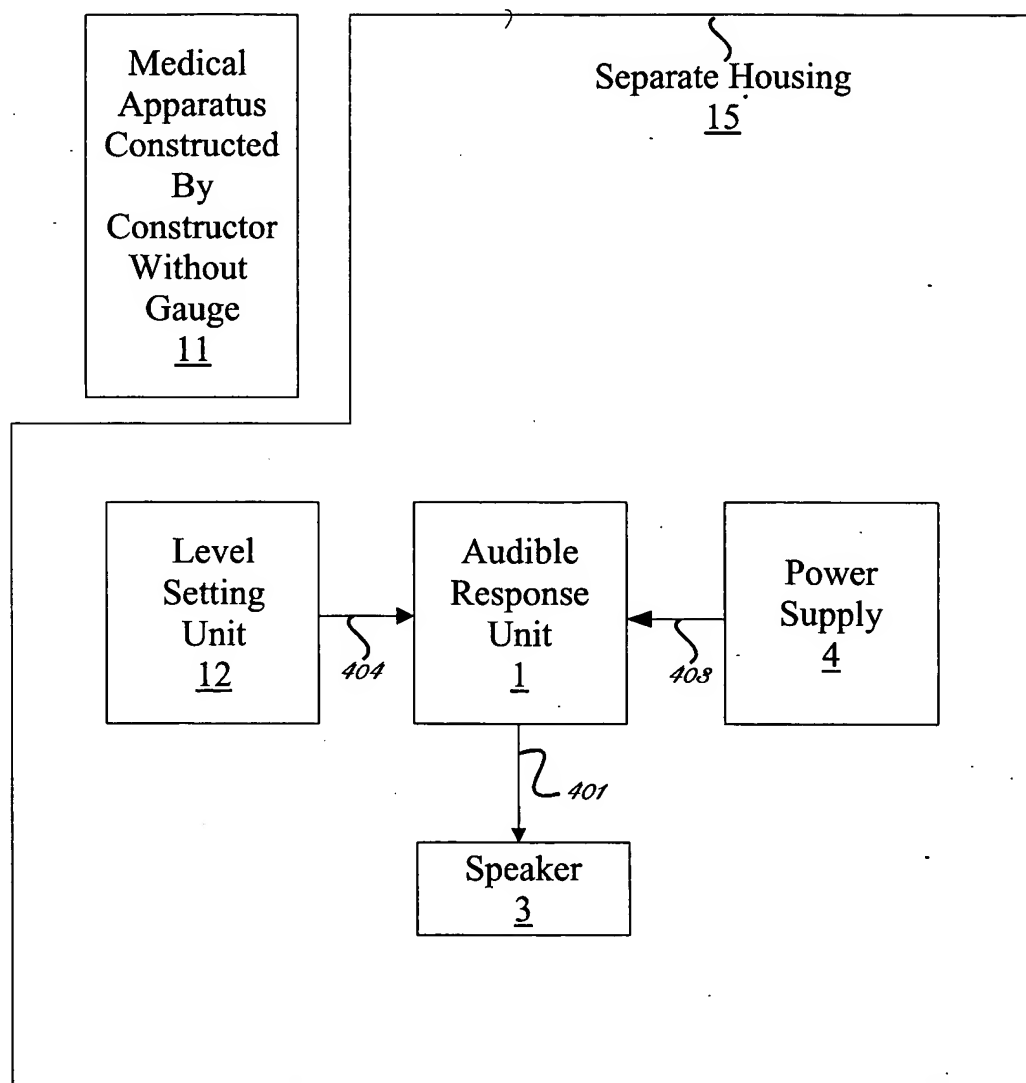 Medical
Apparatus
Constructed
By
Constructor
Without
Gauge
11
Separate Housing
15
Level
Setting
Unit
12
404
Audible
Response
Unit
1
403
Power
Supply
4
401
Speaker
3